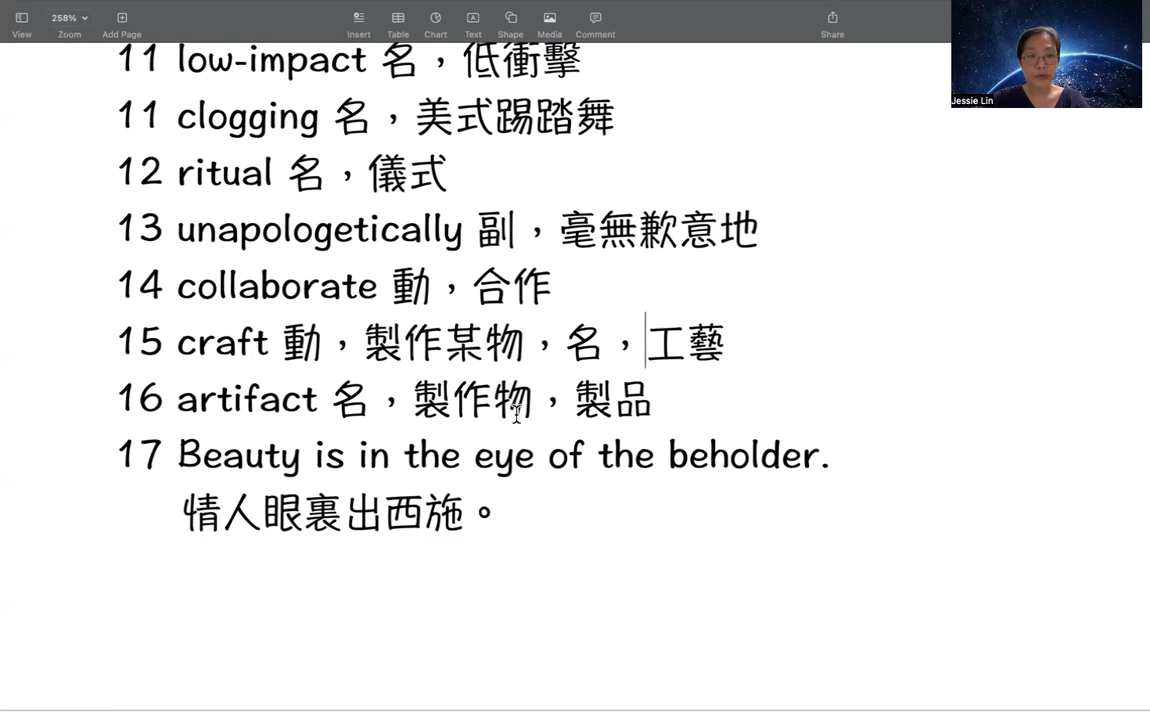 258%
View
Zoom
Add Page
Insert
Table
Chart
Text
Shape
Media
Comment
Share
Jessie Lin
11 low-impact 名，低衝擊
11 clogging 名，美式踢踏舞
12 ritual 名，儀式
13 unapologetically 副，毫無歉意地
14 collaborate 動，合作
15 craft 動，製作某物，名，工藝
16 artifact 名，製作物，製品
17 Beauty is in the eye of the beholder.
情人眼裏出西施。